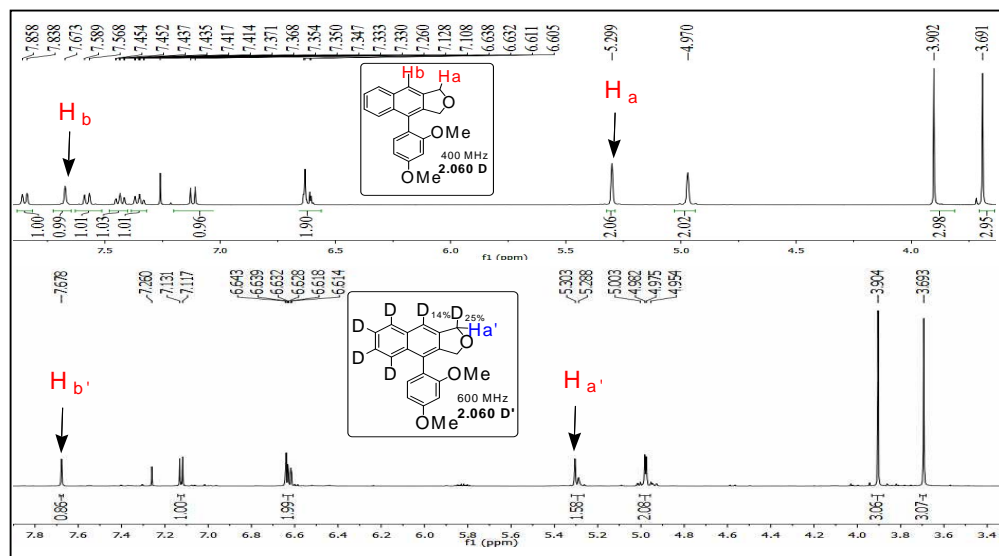 7.858 7.838 7.673 7.589 7.568 7.454 7.452 7.437 7.435 7.417 7.414 7.371 7.368 7.354 7.350 7.347 7.333 7.330 7.260 7.128 7.108 6.638 6.632 6.611 6.605 5.299 4.970 3.902 3.691
Hb Ha
O
OMe
OMe
400 MHz
2.060 D
H b
H a
1.00 0.99 1.01 1.03 1.01 0.96 1.91 2.06 2.02 2.98 2.95
7.5 7.0 6.5 6.0 5.5 5.0 4.5 4.0
f1 (ppm)
7.678 7.260 7.131 7.117 6.643 6.639 6.632 6.628 6.618 6.614 5.303 5.288 5.003 4.982 4.975 4.954 3.904 3.693
D D 14% D 25%
D Ha'
D O
D
OMe
OMe
600 MHz
2.060 D'
H b'
H a'
0.86 1.00 1.99 1.58 2.08 3.06 3.07
7.8 7.6 7.4 7.2 7.0 6.8 6.6 6.4 6.2 6.0 5.8 5.6 5.4 5.2 5.0 4.8 4.6 4.4 4.2 4.0 3.8 3.6 3.4
f1 (ppm)